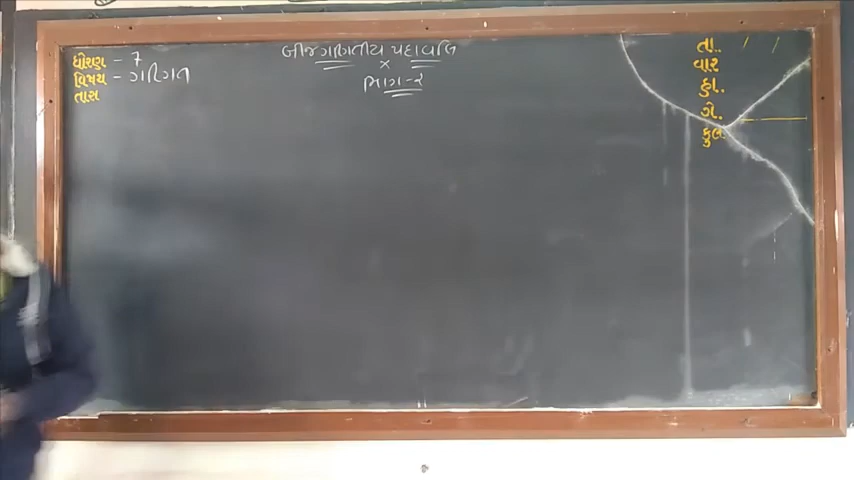 ધોરણ - 7
વિષય - ગણિત
તાસ
બીજગણિતીય પદાવલિ
×
ભાગ-૨
તા.. / /
વાર
હા..
ગે..
કુલ